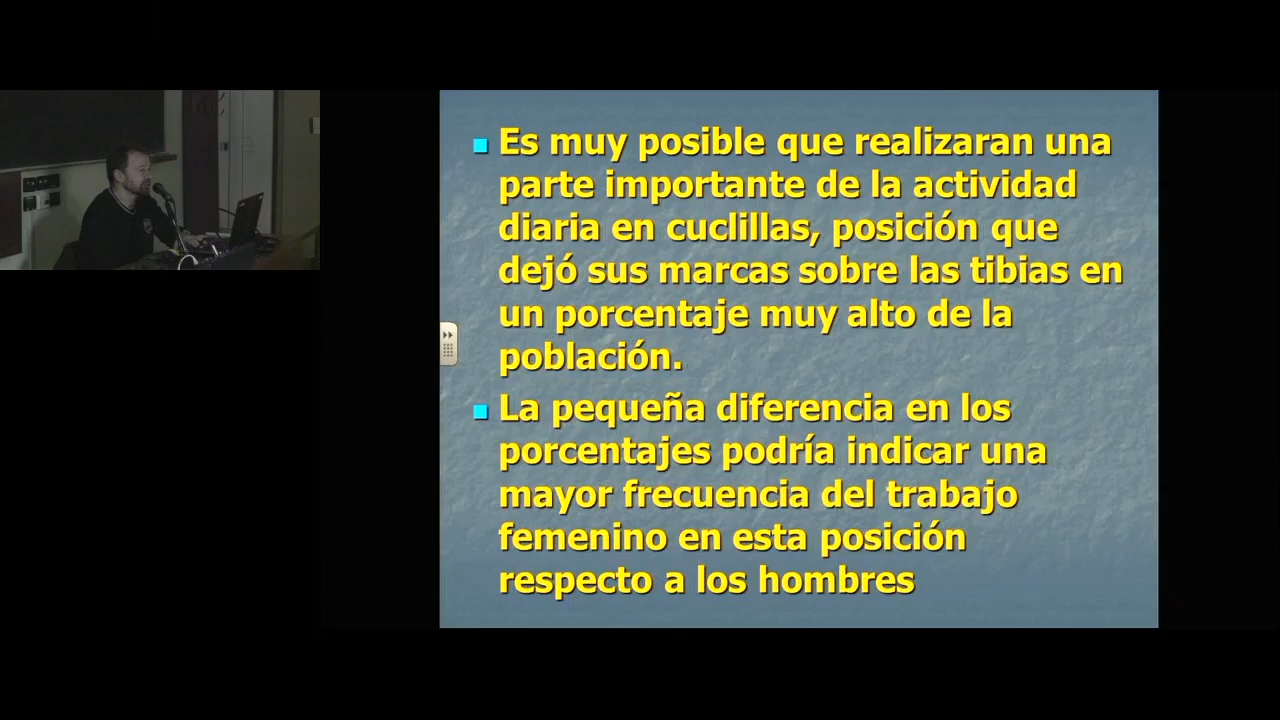 Es muy posible que realizaran una
parte importante de la actividad
diaria en cuclillas, posición que
dejó sus marcas sobre las tibias en
un porcentaje muy alto de la
población.
La pequeña diferencia en los
porcentajes podría indicar una
mayor frecuencia del trabajo
femenino en esta posición
respecto a los hombres